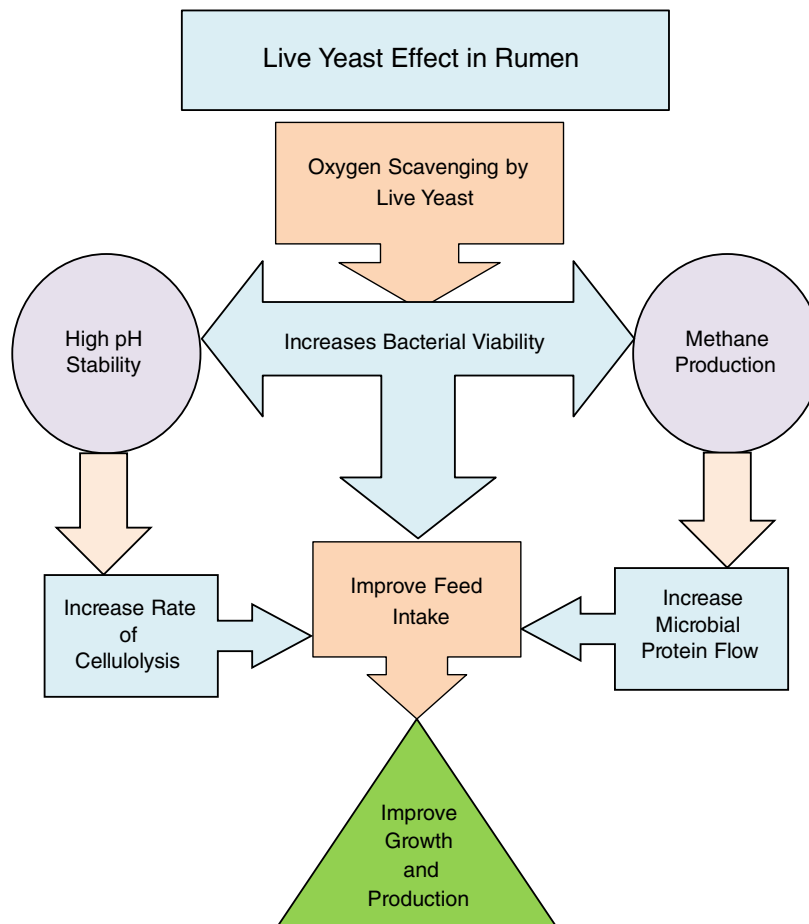 Live Yeast Effect in Rumen
Oxygen Scavenging by
Live Yeast
High pH
Stability
Increases Bacterial Viability
Methane
Production
Increase Rate
of
Cellulolysis
Improve Feed
Intake
Increase
Microbial
Protein Flow
Improve
Growth
and
Production